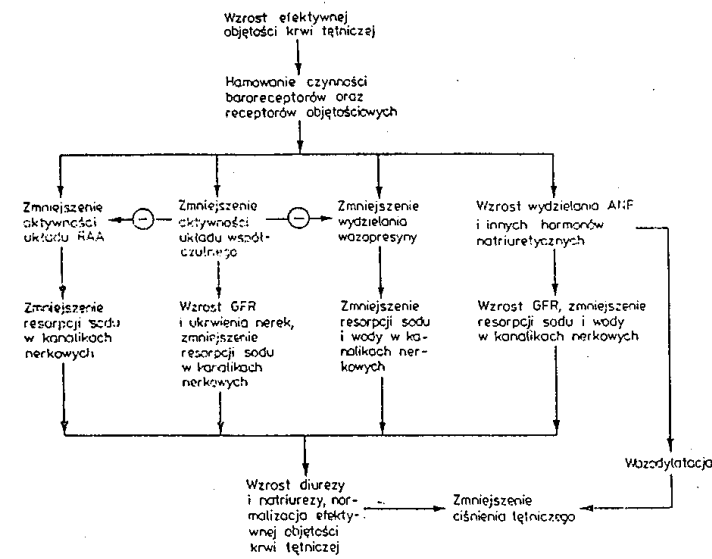 Wzrost efektywnej
objętości krwi tętniczej
Hamowanie czynności
baroreceptorów oraz
receptorów objętościowych
Zmniejszenie
aktywności
układu RAA
Zmniejszenie
aktywności
układu współ-
czulnego
Zmniejszenie
wydzielania
wazopresyny
Wzrost wydzielania ANF
i innych hormonów
natriuretycznych
Zmniejszenie
resorpcji sodu
w kanalikach
nerkowych
Wzrost GFR
i ukrwienia nerek,
zmniejszenie
resorpcji sodu
w kanalikach
nerkowych
Zmniejszenie
resorpcji sodu
i wody w ka-
nalikach ner-
kowych
Wzrost GFR, zmniejszenie
resorpcji sodu i wody
w kanalikach nerkowych
Wazodylatacja
Wzrost diurezy
i natriurezy, nor-
malizacja efekty-
wnej objętości
krwi tętniczej
Zmniejszenie
ciśnienia tętniczego